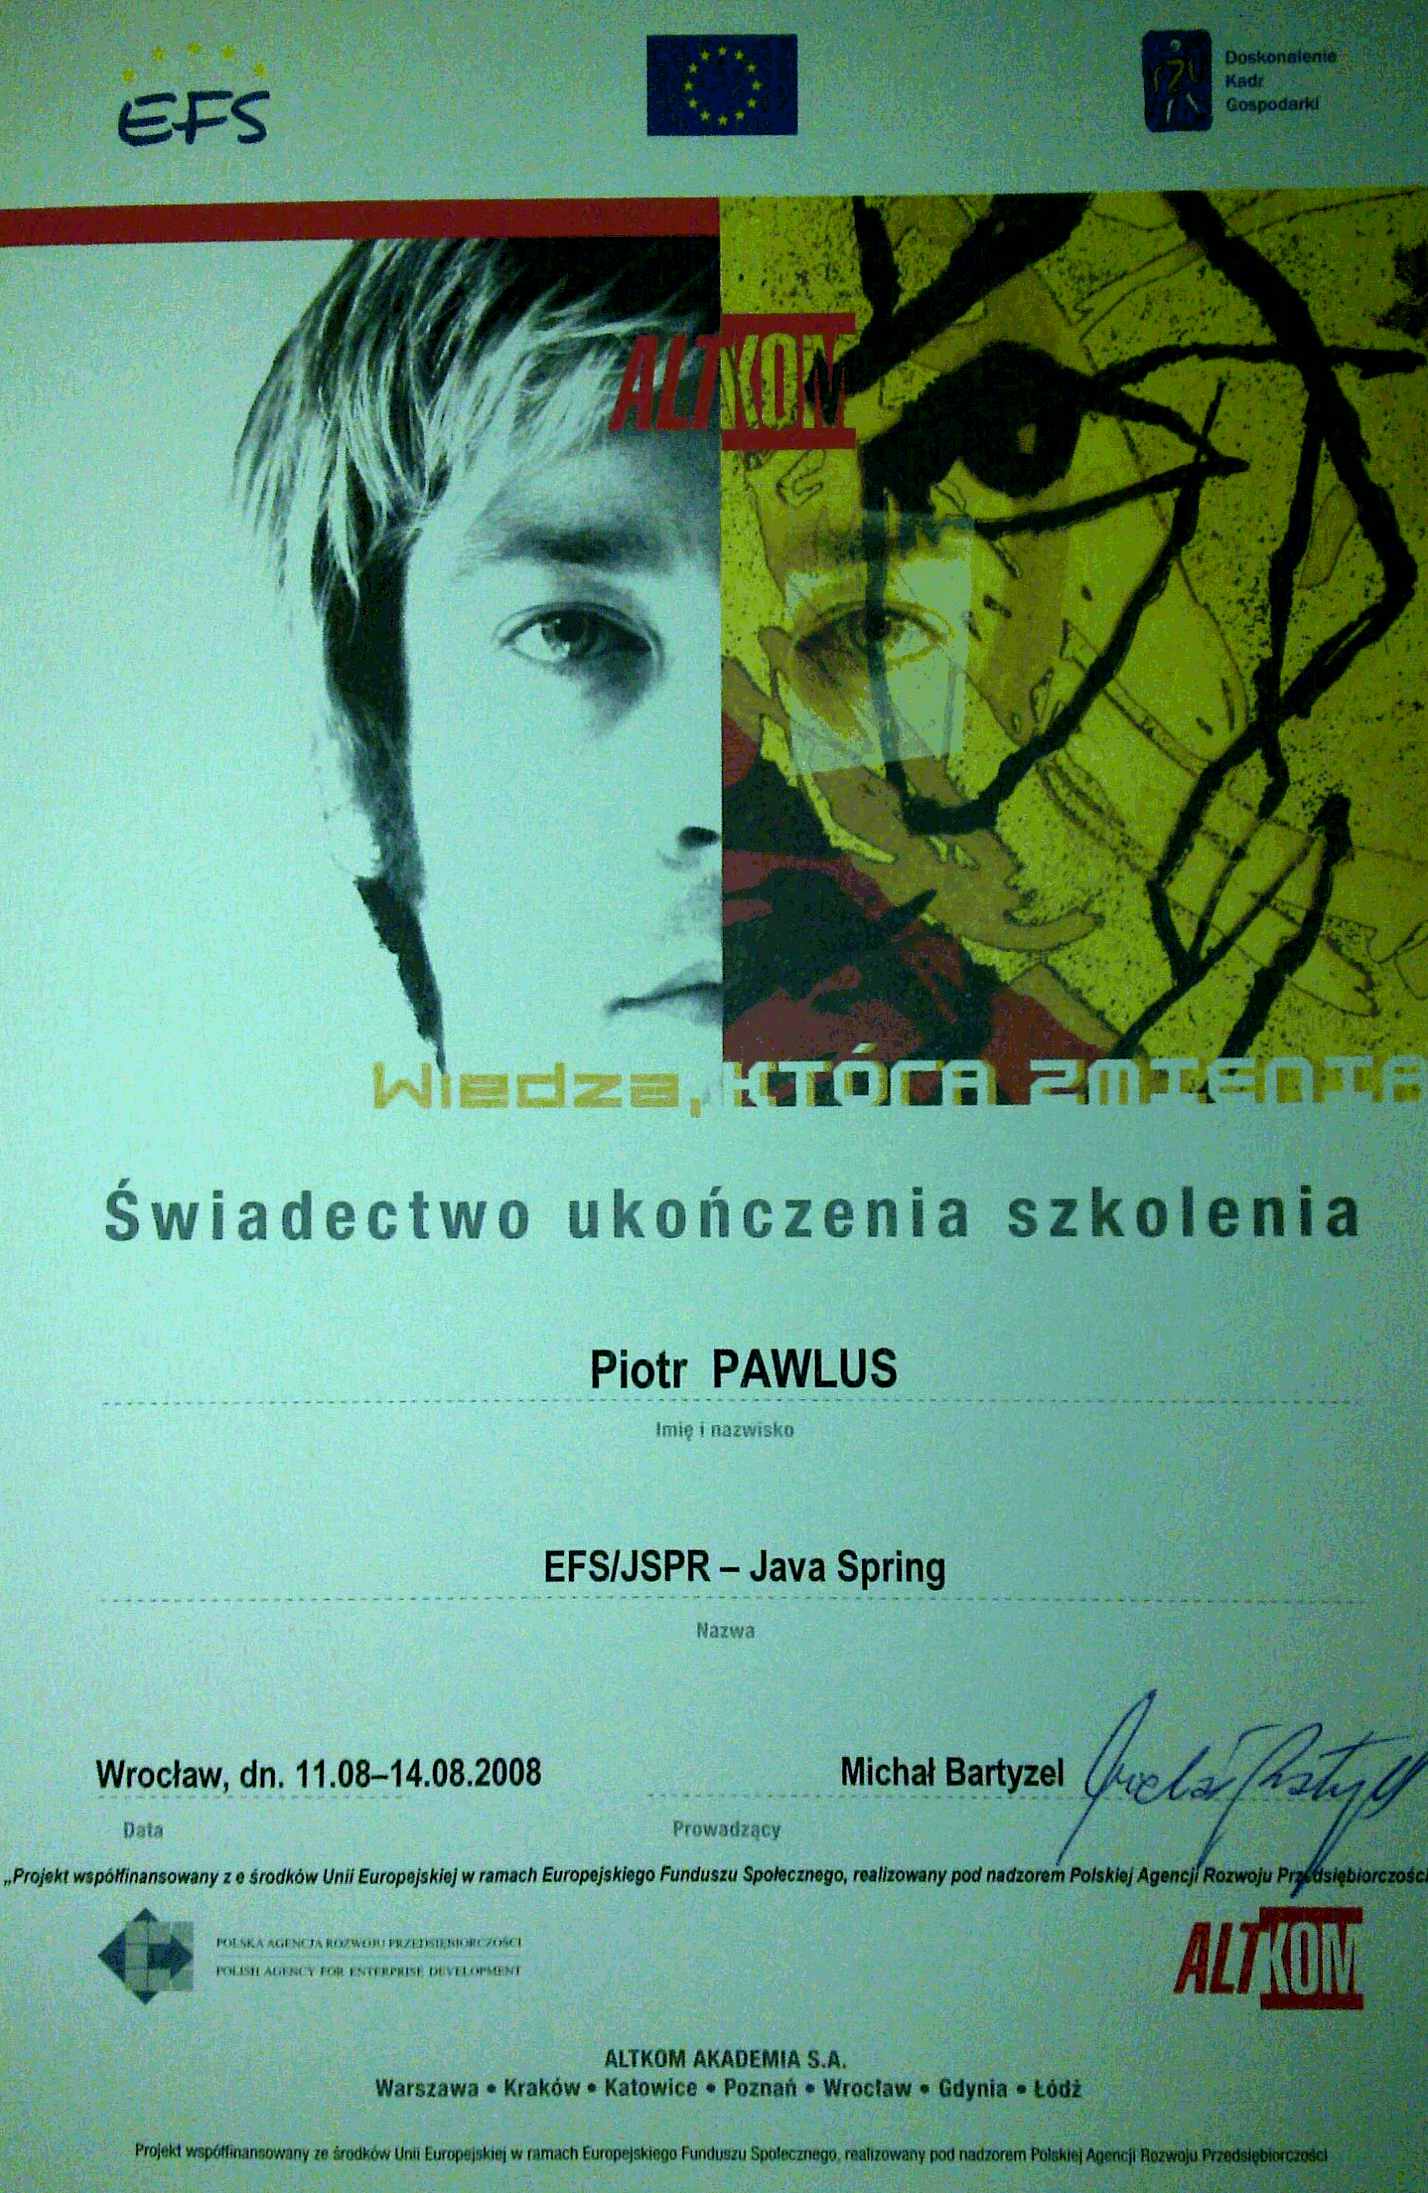 EFS
Doskonalenie
Kadr
Gospodarki
ALTKOM
Wiedza, KTÓRA ZMIENIA
Świadectwo ukończenia szkolenia
Piotr PAWLUS
Imię i nazwisko
EFS/JSPR – Java Spring
Nazwa
Wrocław, dn. 11.08–14.08.2008
Michał Bartyzel
Data
Prowadzący
„Projekt współfinansowany z e środków Unii Europejskiej w ramach Europejskiego Funduszu Społecznego, realizowany pod nadzorem Polskiej Agencji Rozwoju Przedsiębiorczości
POLSKA AGENCJA ROZWOJU PRZEDSIĘBIORCZOŚCI
POLISH AGENCY FOR ENTERPRISE DEVELOPMENT
ALTKOM
ALTKOM AKADEMIA S.A.
Warszawa • Kraków • Katowice • Poznań • Wrocław • Gdynia • Łódź
Projekt współfinansowany ze środków Unii Europejskiej w ramach Europejskiego Funduszu Społecznego, realizowany pod nadzorem Polskiej Agencji Rozwoju Przedsiębiorczości